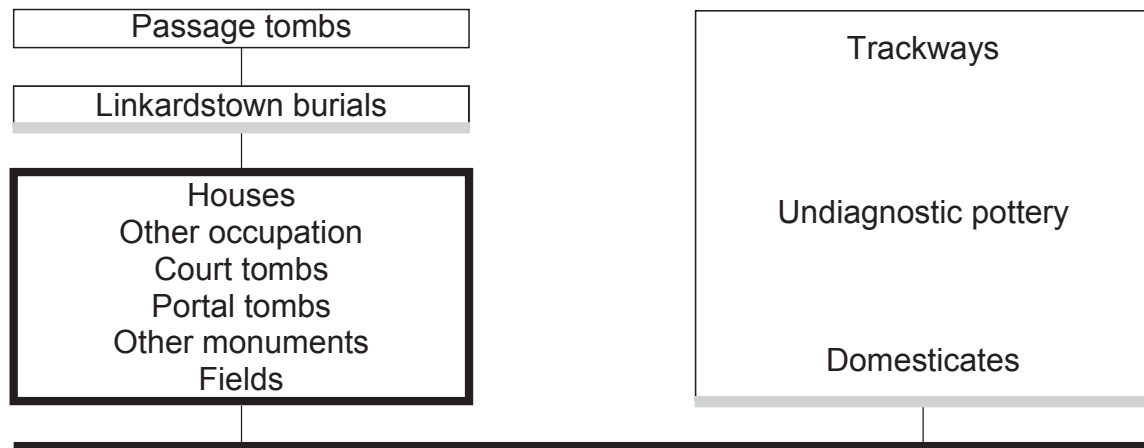 Passage tombs
Linkardstown burials
Houses
Other occupation
Court tombs
Portal tombs
Other monuments
Fields
Trackways
Undiagnostic pottery
Domesticates